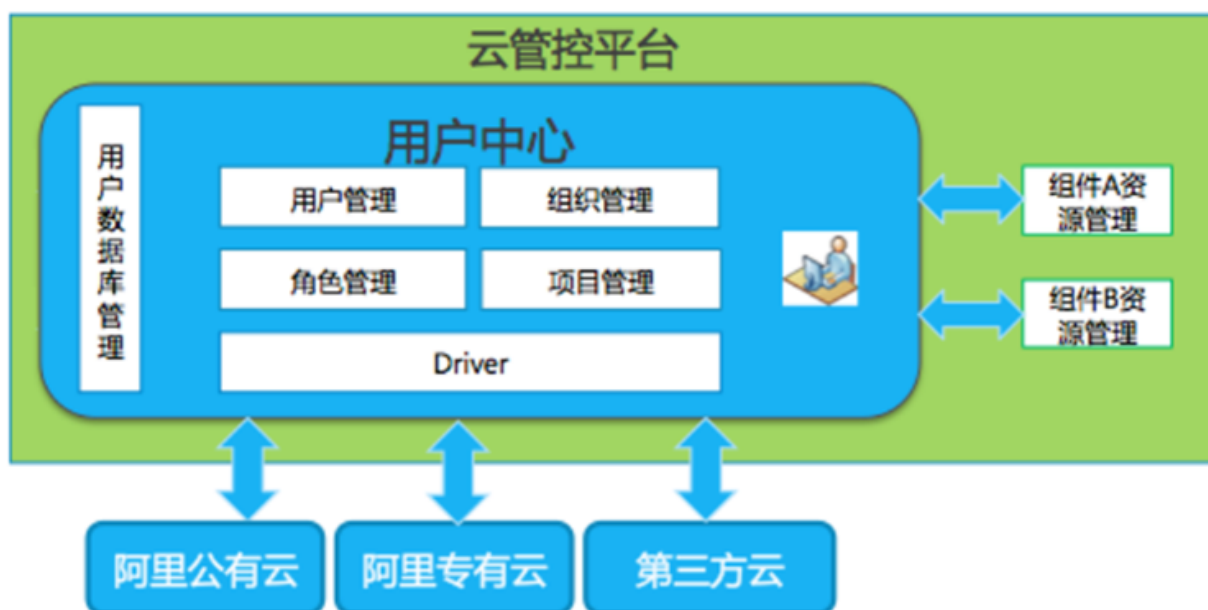 云管控平台
用户中心
用户数据库管理
用户管理
组织管理
角色管理
项目管理
Driver
组件A资
源管理
组件B资
源管理
阿里公有云
阿里专有云
第三方云